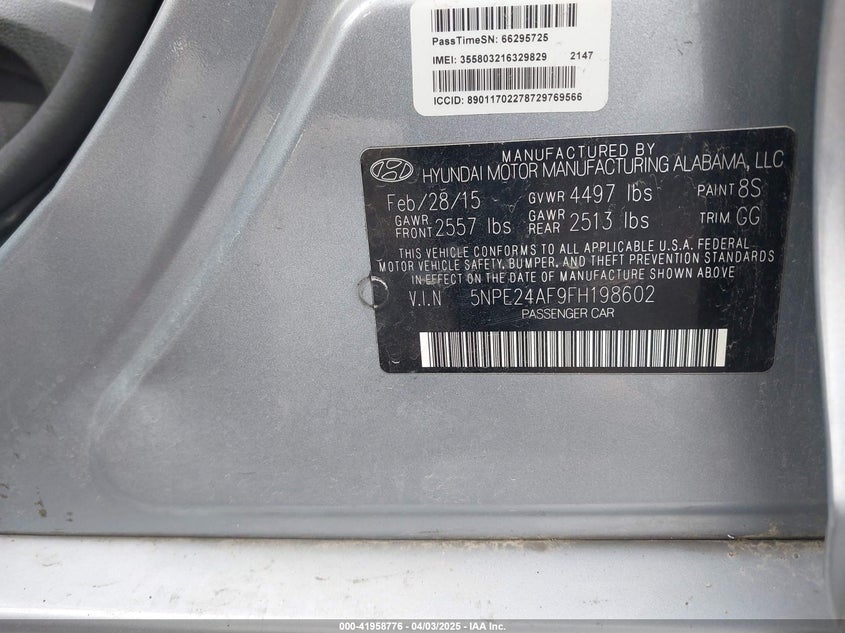 PassTimeSN: 66295725
IMEI: 355803216329829 2147
ICCID: 89011702278729769566
MANUFACTURED BY
HYUNDAI MOTOR MANUFACTURING ALABAMA, LLC
Feb/28/15 GVWR 4497 lbs PAINT 8S
GAWR FRONT 2557 lbs GAWR REAR 2513 lbs TRIM GG
THIS VEHICLE CONFORMS TO ALL APPLICABLE U.S.A. FEDERAL
MOTOR VEHICLE SAFETY, BUMPER, AND THEFT PREVENTION STANDARDS
IN EFFECT ON THE DATE OF MANUFACTURE SHOWN ABOVE
V.I.N 5NPE24AF9FH198602
PASSENGER CAR
000-41958776 | 04/03/2025 | © IAA Inc.